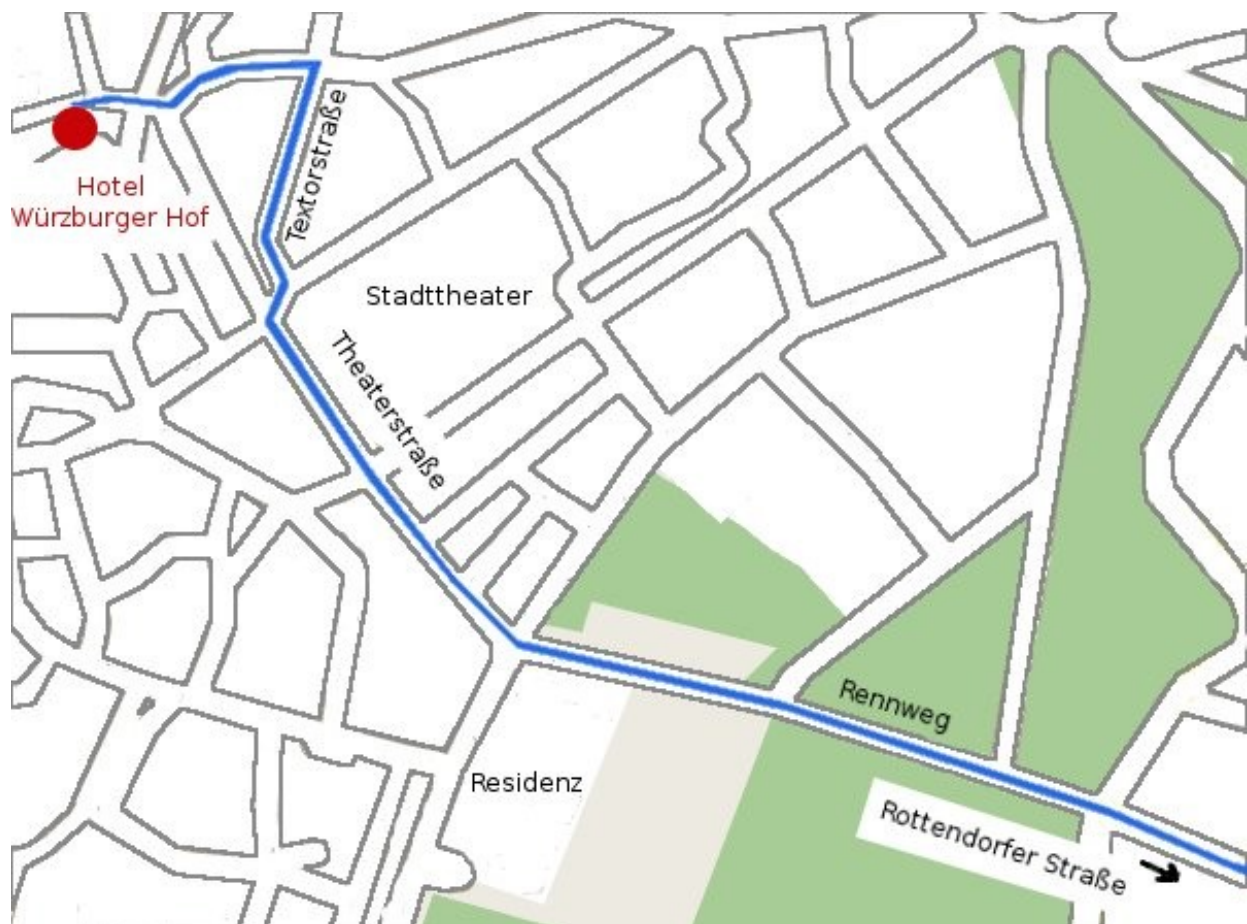 Textorstraße
Hotel
Würzburger Hof
Stadttheater
Theaterstraße
Rennweg
Residenz
Rottendorfer Straße